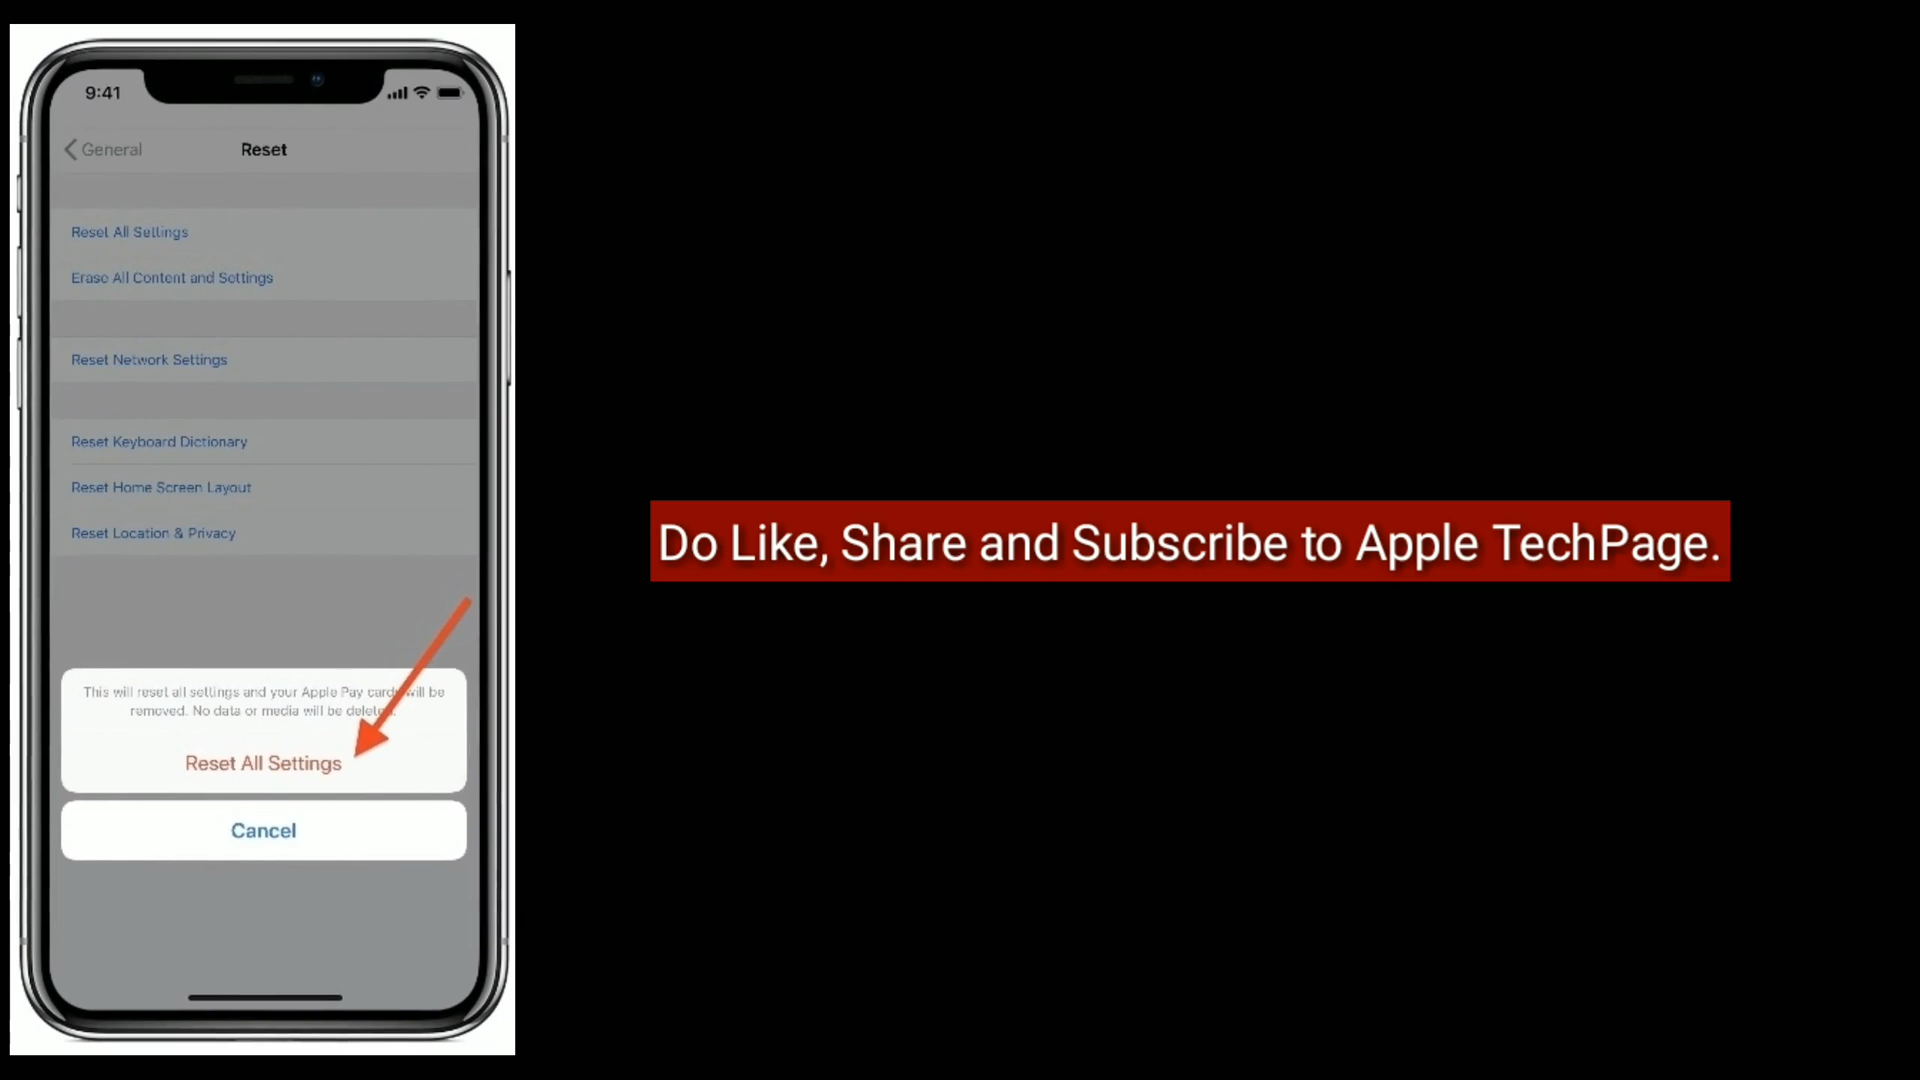 9:41
General
Reset
Reset All Settings
Erase All Content and Settings
Reset Network Settings
Reset Keyboard Dictionary
Reset Home Screen Layout
Reset Location & Privacy
This will reset all settings and your Apple Pay cards will be
removed. No data or media will be deleted.
Reset All Settings
Cancel
Do Like, Share and Subscribe to Apple TechPage.